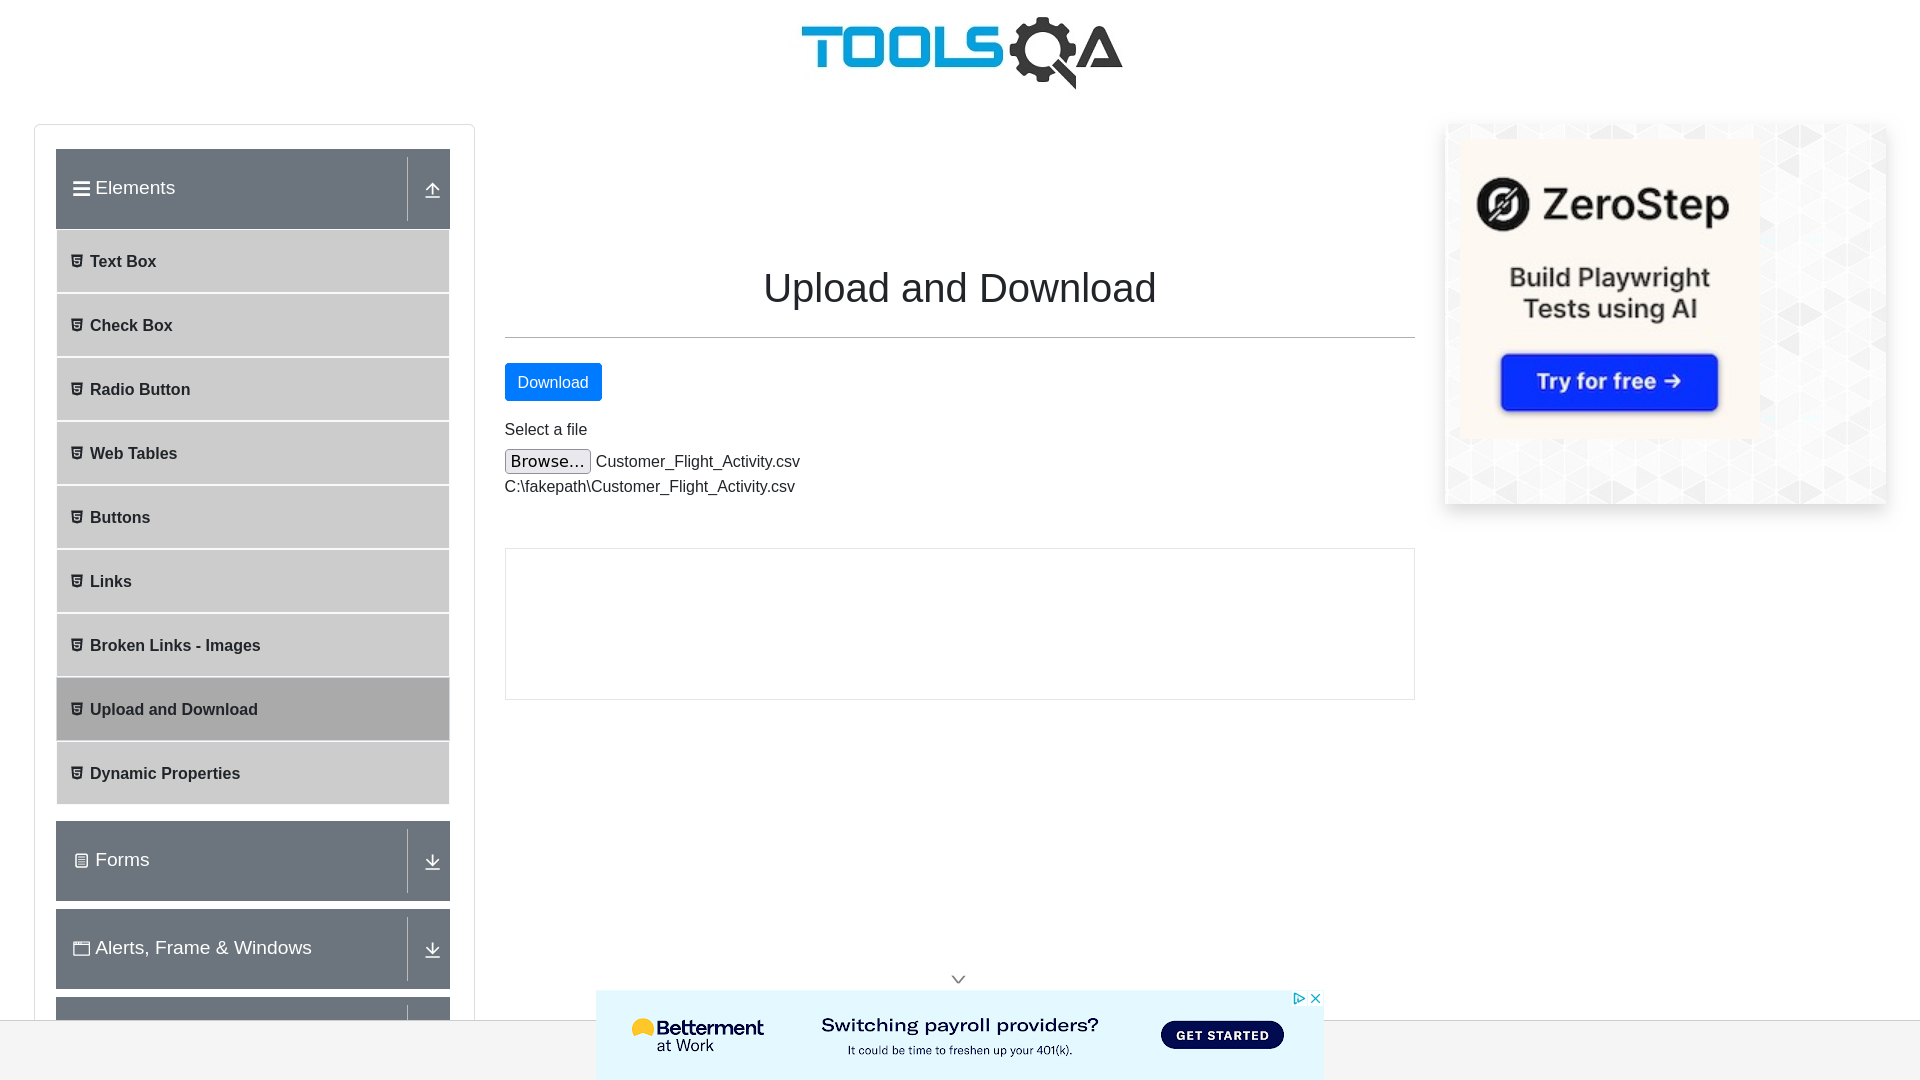 TOOLSQA
Elements
Text Box
Check Box
Radio Button
Web Tables
Buttons
Links
Broken Links - Images
Upload and Download
Dynamic Properties
Forms
Alerts, Frame & Windows
Upload and Download
Download
Select a file
Browse... Customer_Flight_Activity.csv
C:\fakepath\Customer_Flight_Activity.csv
ZeroStep
Build Playwright
Tests using AI
Try for free →
Betterment
at Work
Switching payroll providers?
It could be time to freshen up your 401(k).
GET STARTED